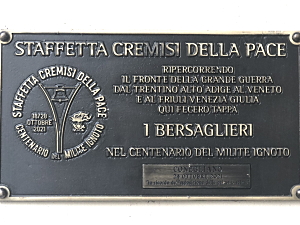 STAFFETTA CREMISI DELLA PACE
STAFFETTA CREMISI DELLA PACE
18/28
OTTOBRE
2021
CENTENARIO DEL MILITE IGNOTO
RIPERCORRENDO
IL FRONTE DELLA GRANDE GUERRA
DAL TRENTINO ALTO ADIGE AL VENETO
E AL FRIULI VENEZIA GIULIA
QUI FECERO TAPPA
I BERSAGLIERI
NEL CENTENARIO DEL MILITE IGNOTO
CONEGLIANO